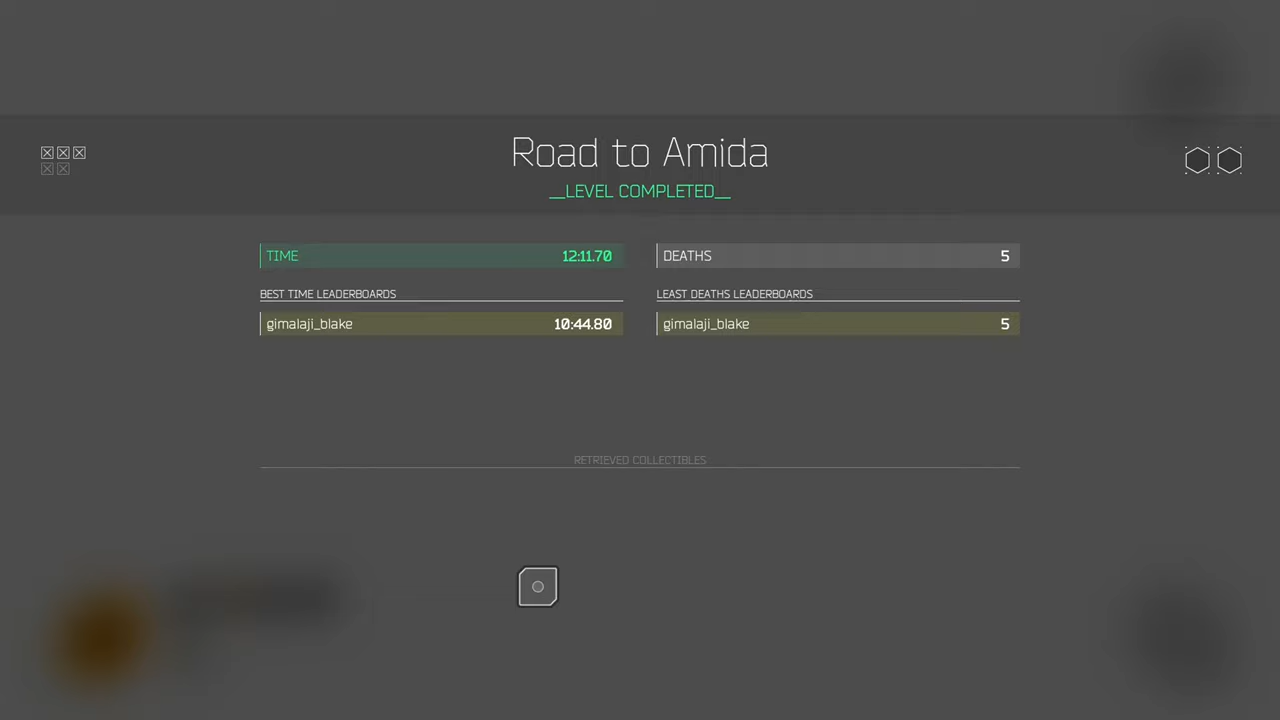 Road to Amida
__LEVEL COMPLETED__
TIME 12:11.70
DEATHS 5
BEST TIME LEADERBOARDS
LEAST DEATHS LEADERBOARDS
gimalaji_blake 10:44.80
gimalaji_blake 5
RETRIEVED COLLECTIBLES